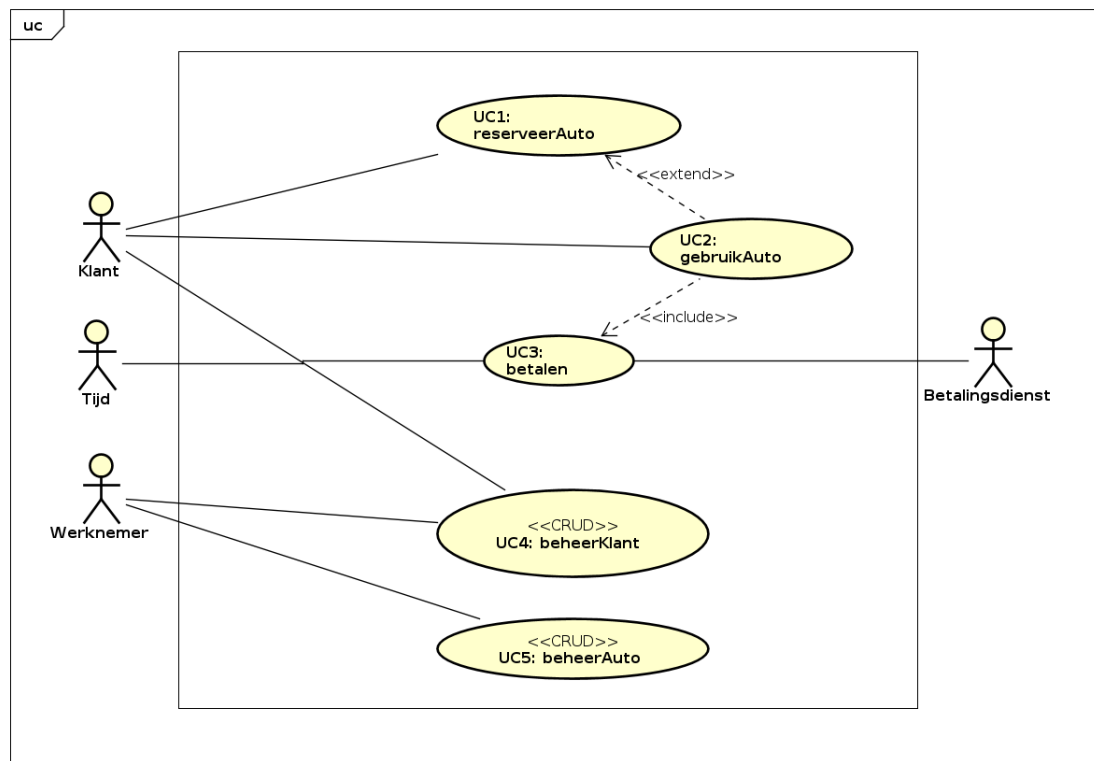 uc
UC1:
reserveerAuto
<<extend>>
UC2:
gebruikAuto
Klant
<<include>>
UC3:
betalen
Tijd
Betalingsdienst
Werknemer
<<CRUD>>
UC4: beheerKlant
<<CRUD>>
UC5: beheerAuto